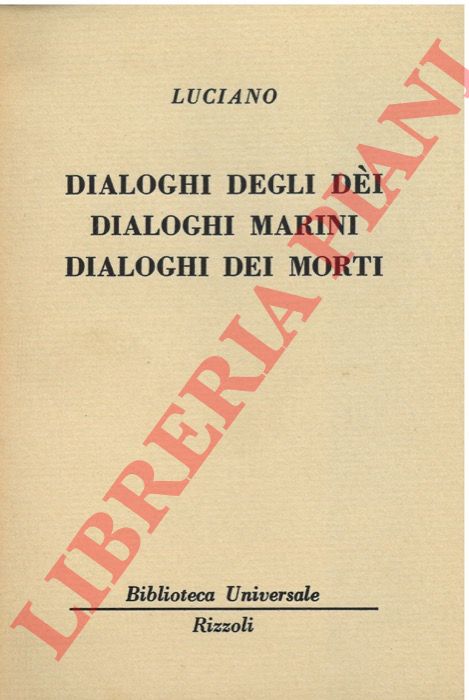 LUCIANO
DIALOGHI DEGLI DÈI
DIALOGHI MARINI
DIALOGHI DEI MORTI
LIBRERIA PIANI
Biblioteca Universale
Rizzoli